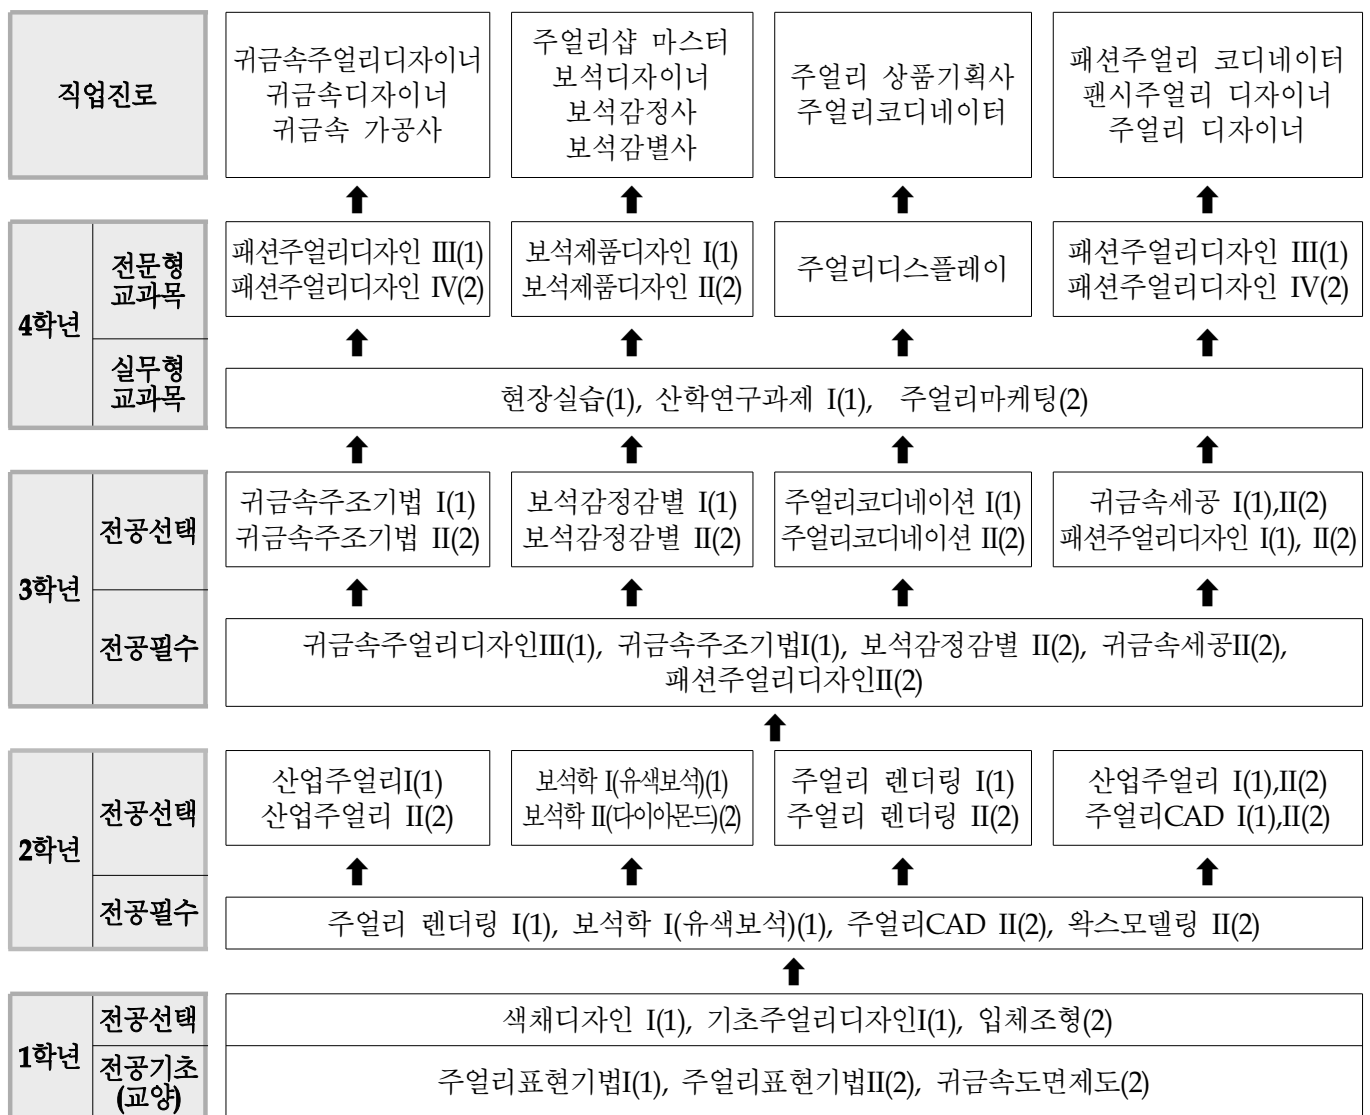 직업진로
귀금속주얼리디자이너
귀금속디자이너
귀금속 가공사
주얼리샵 마스터
보석디자이너
보석감정사
보석감별사
주얼리 상품기획사
주얼리코디네이터
패션주얼리 코디네이터
팬시주얼리 디자이너
주얼리 디자이너
4학년
전문형
교과목
패션주얼리디자인 III(1)
패션주얼리디자인 IV(2)
보석제품디자인 I(1)
보석제품디자인 II(2)
주얼리디스플레이
패션주얼리디자인 III(1)
패션주얼리디자인 IV(2)
실무형
교과목
현장실습(1), 산학연구과제 I(1), 주얼리마케팅(2)
3학년
전공선택
귀금속주조기법 I(1)
귀금속주조기법 II(2)
보석감정감별 I(1)
보석감정감별 II(2)
주얼리코디네이션 I(1)
주얼리코디네이션 II(2)
귀금속세공 I(1),II(2)
패션주얼리디자인 I(1), II(2)
전공필수
귀금속주얼리디자인III(1), 귀금속주조기법I(1), 보석감정감별 II(2), 귀금속세공II(2),
패션주얼리디자인II(2)
2학년
전공선택
산업주얼리I(1)
산업주얼리 II(2)
보석학 I(유색보석)(1)
보석학 II(다이아몬드)(2)
주얼리 렌더링 I(1)
주얼리 렌더링 II(2)
산업주얼리 I(1),II(2)
주얼리CAD I(1),II(2)
전공필수
주얼리 렌더링 I(1), 보석학 I(유색보석)(1), 주얼리CAD II(2), 왁스모델링 II(2)
1학년
전공선택
색채디자인 I(1), 기초주얼리디자인I(1), 입체조형(2)
전공기초
(교양)
주얼리표현기법I(1), 주얼리표현기법II(2), 귀금속도면제도(2)